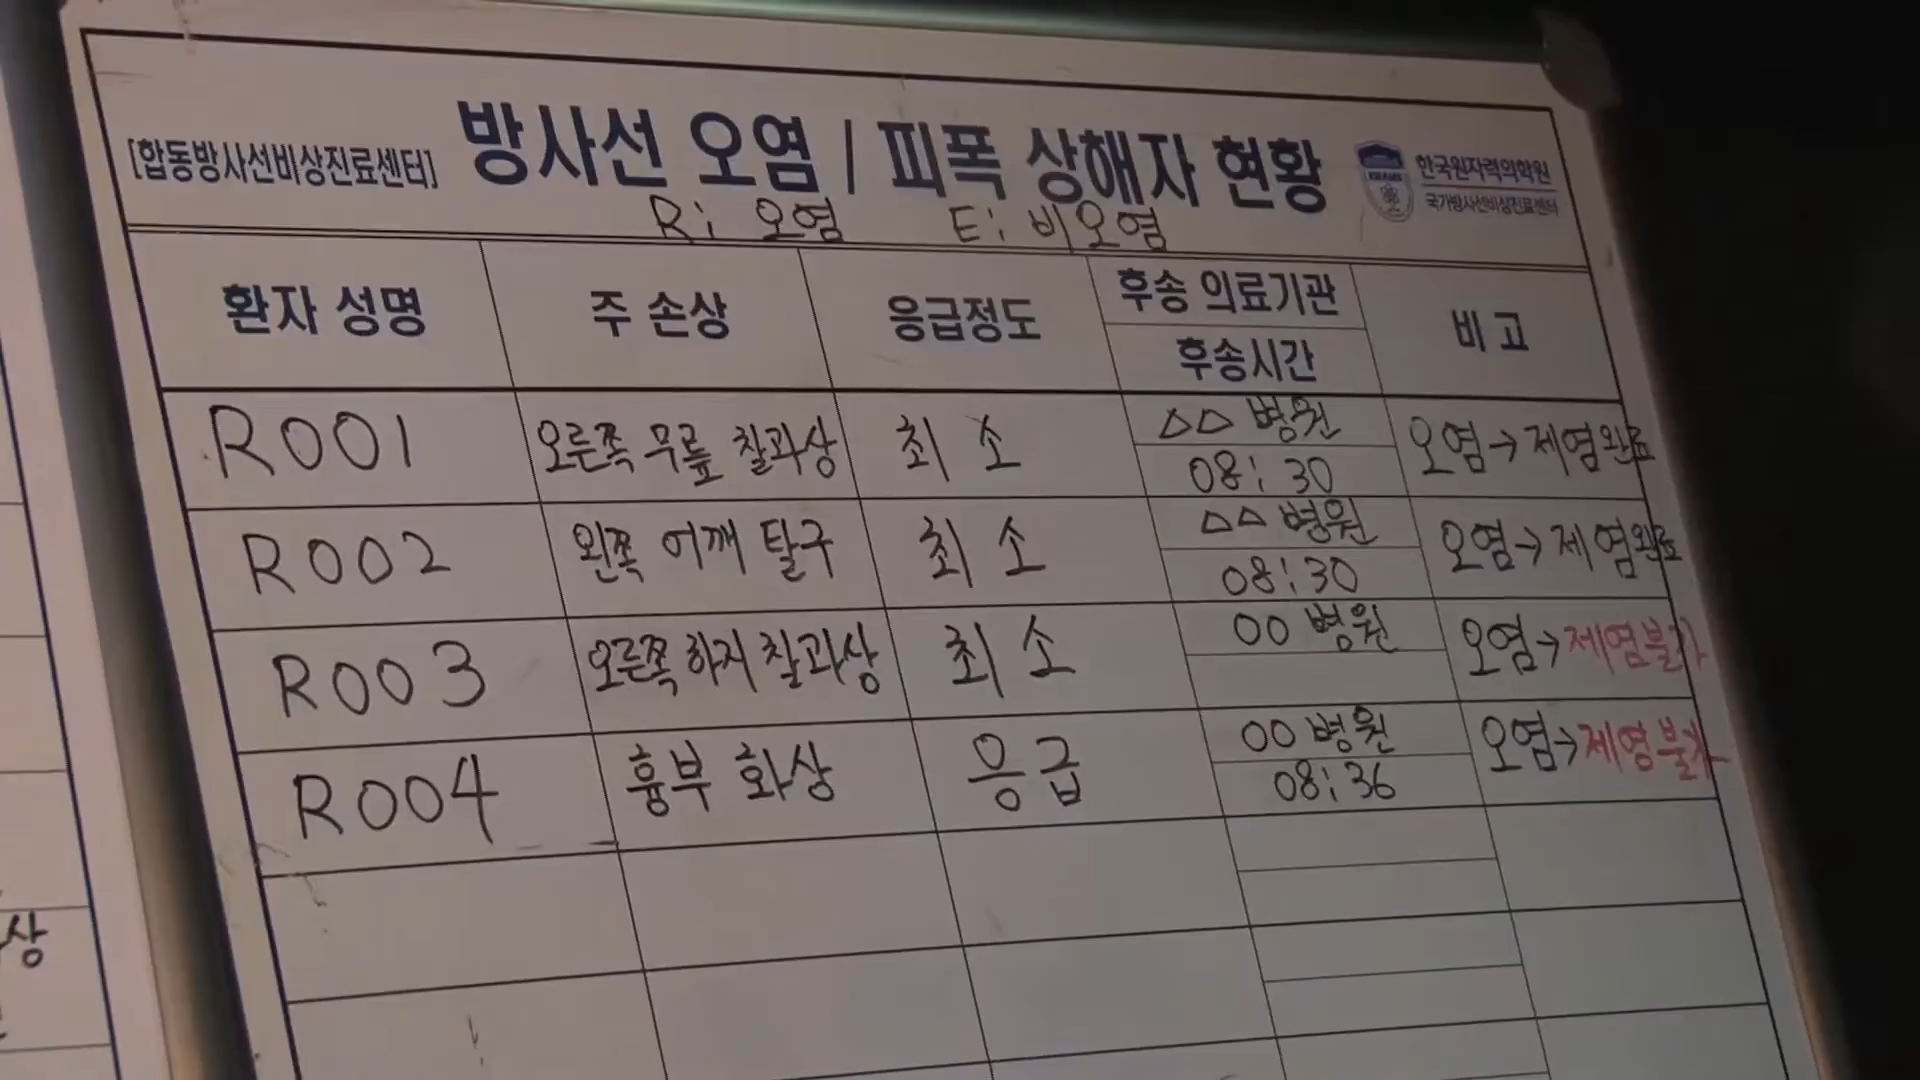 [합동방사선비상진료센터] 방사선 오염 / 피폭 상해자 현황 한국원자력의학원
국가방사선비상진료센터
R; 오염 E; 비오염
환자 성명 주 손상 응급정도 후송 의료기관 비 고
후송시간
R001 오른쪽 무릎 찰과상 최 소 △△ 병원 오염→제염완료
08:30
R002 왼쪽 어깨 탈구 최 소 △△ 병원 오염→제염완료
08:30
R003 오른쪽 하지 찰과상 최 소 00 병원 오염→제염불가
R004 흉부 화상 응급 00 병원 오염→제염불가
08:36
상